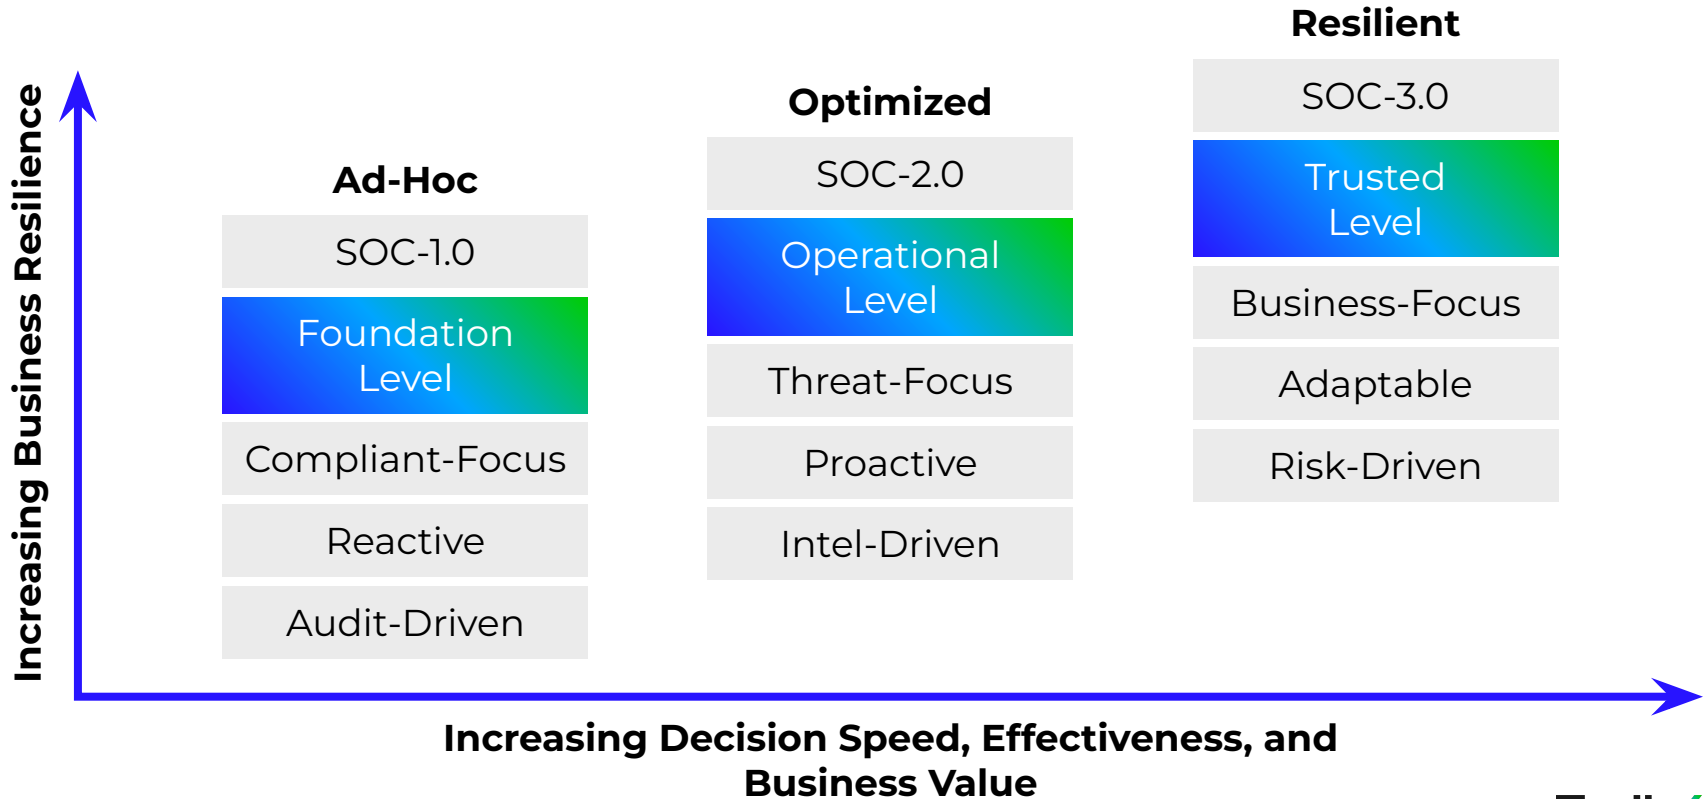 Resilient
SOC-3.0
Trusted
Level
Business-Focus
Adaptable
Risk-Driven
Optimized
SOC-2.0
Operational
Level
Threat-Focus
Proactive
Intel-Driven
Ad-Hoc
SOC-1.0
Foundation
Level
Compliant-Focus
Reactive
Audit-Driven
Increasing Business Resilience
Increasing Decision Speed, Effectiveness, and
Business Value